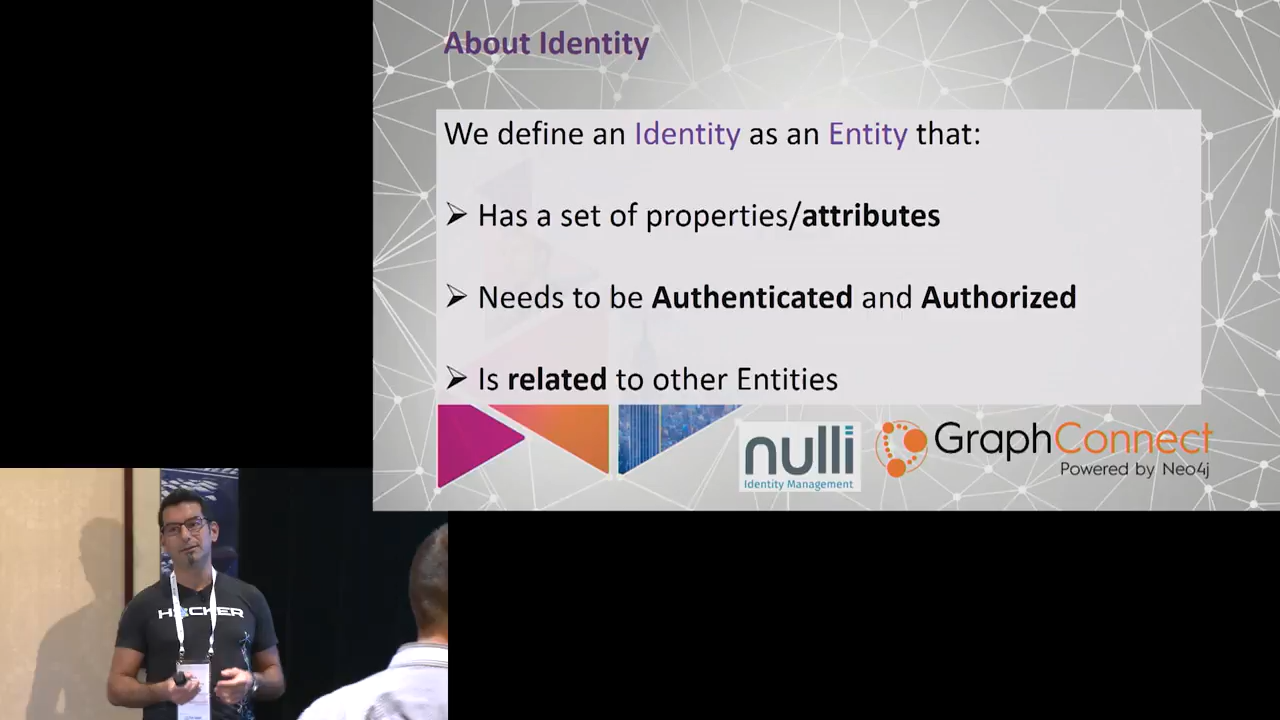 About Identity
We define an Identity as an Entity that:
➢ Has a set of properties/attributes
➢ Needs to be Authenticated and Authorized
➢ Is related to other Entities
nulli
Identity Management
GraphConnect
Powered by Neo4j
HACKER